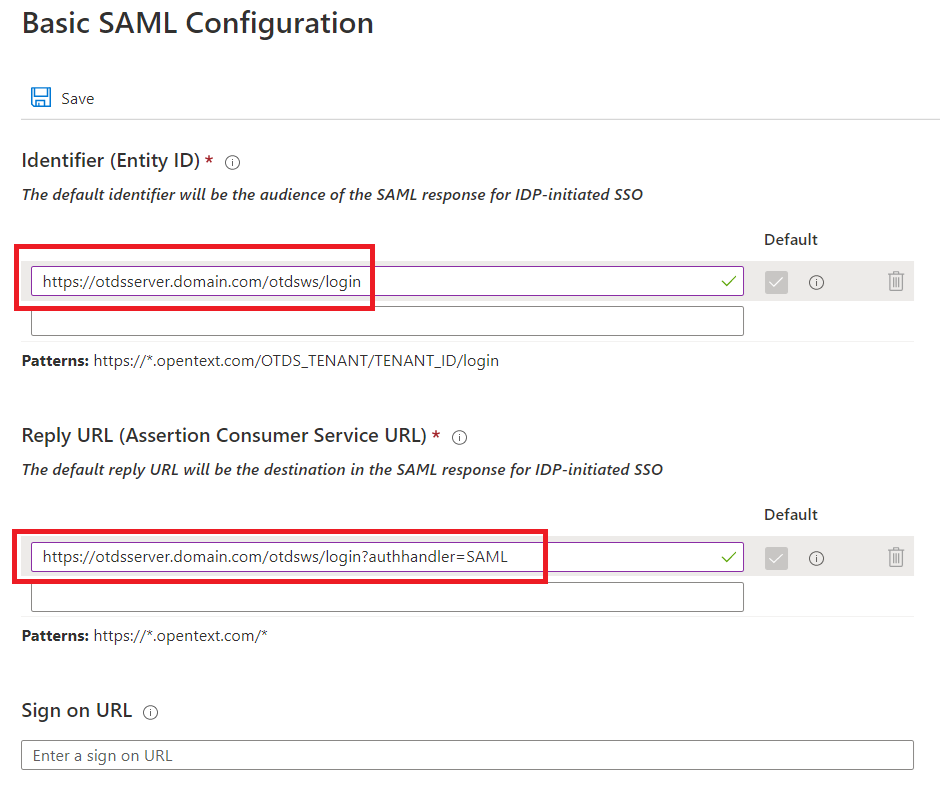 Basic SAML Configuration
Save
Identifier (Entity ID) *
The default identifier will be the audience of the SAML response for IDP-initiated SSO
Default
https://otdsserver.domain.com/otdsws/login
Patterns: https://*.opentext.com/OTDS_TENANT/TENANT_ID/login
Reply URL (Assertion Consumer Service URL) *
The default reply URL will be the destination in the SAML response for IDP-initiated SSO
Default
https://otdsserver.domain.com/otdsws/login?authhandler=SAML
Patterns: https://*.opentext.com/*
Sign on URL
Enter a sign on URL